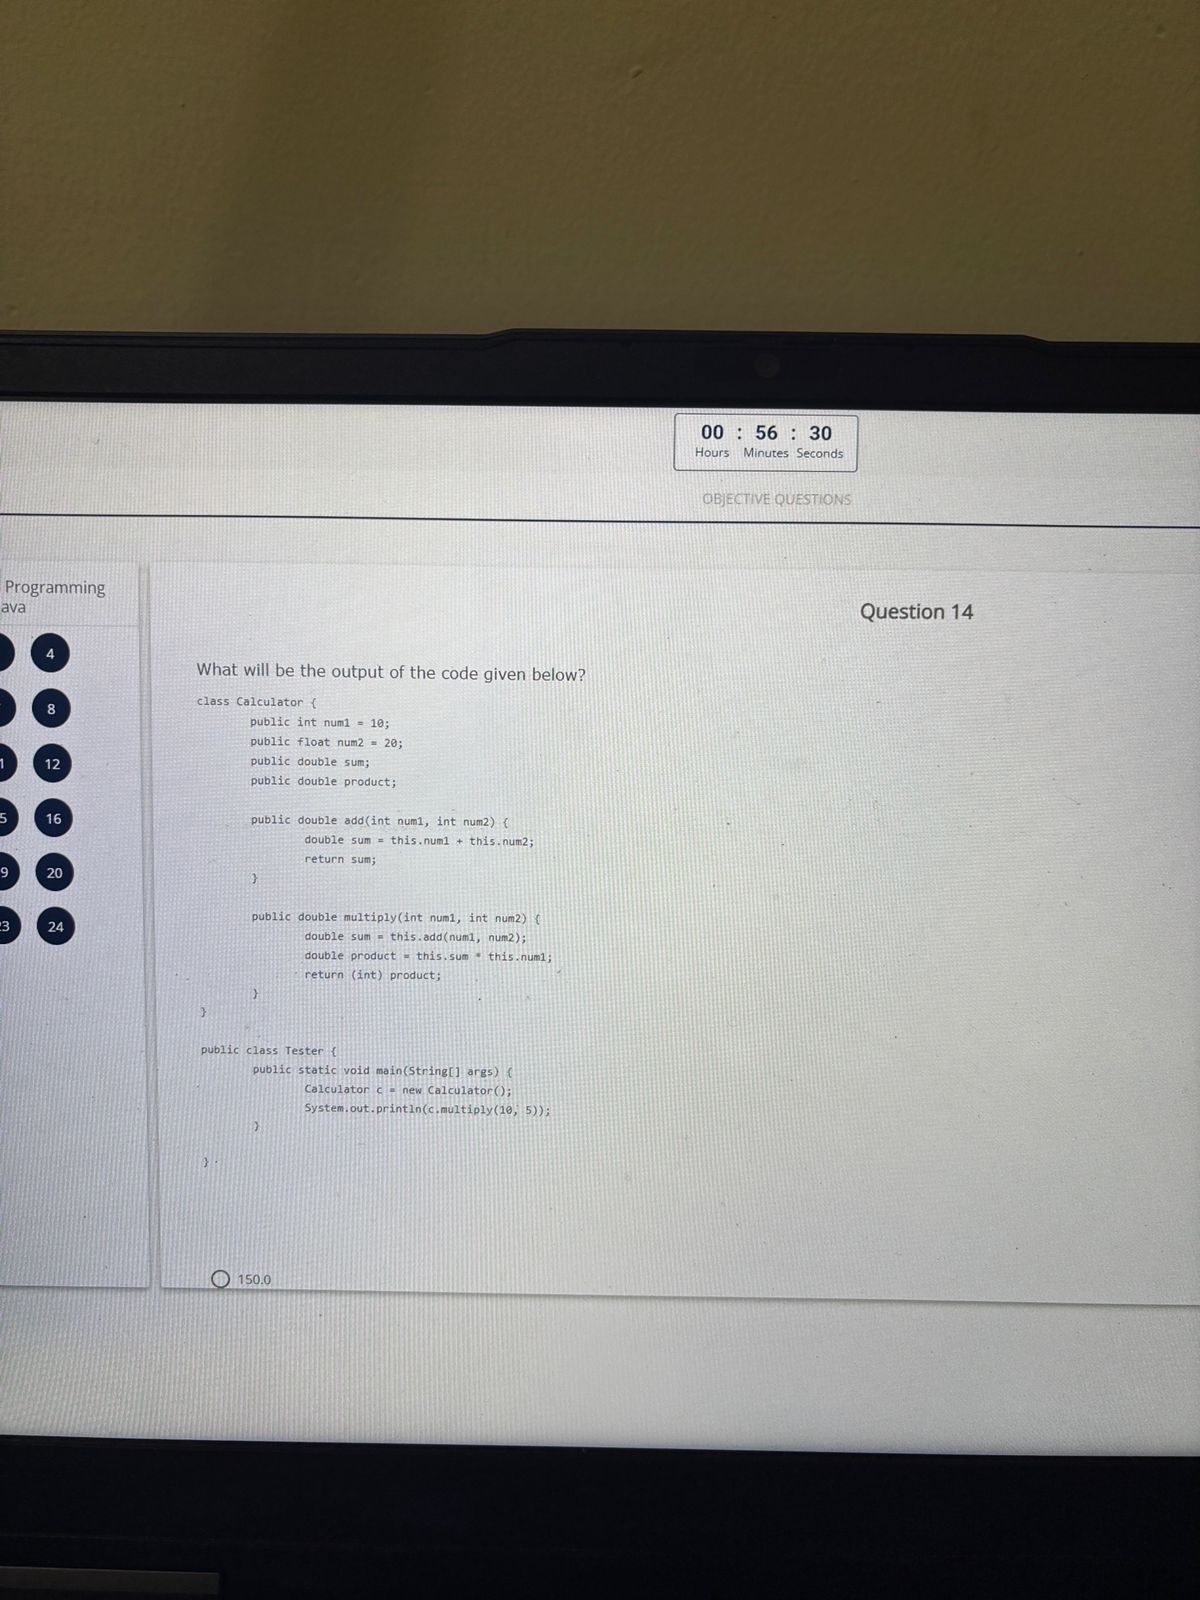 00 : 56 : 30
Hours Minutes Seconds
OBJECTIVE QUESTIONS
Programming
ava
4
8
1 12
5 16
9 20
23 24
Question 14
What will be the output of the code given below?
class Calculator {
public int num1 = 10;
public float num2 = 20;
public double sum;
public double product;
public double add(int num1, int num2) {
double sum = this.num1 + this.num2;
return sum;
}
public double multiply(int num1, int num2) {
double sum = this.add(num1, num2);
double product = this.sum * this.num1;
return (int) product;
}
}
public class Tester {
public static void main(String[] args) {
Calculator c = new Calculator();
System.out.println(c.multiply(10, 5));
}
}
150.0